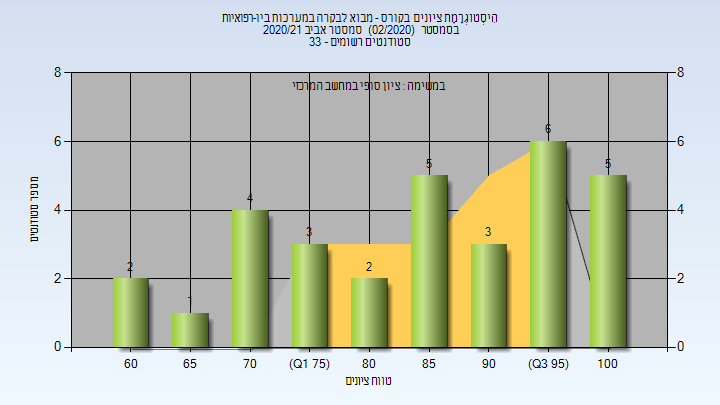 היסטוגרמת ציונים בקורס - מבוא לבקרה במערכות ביו-רפואיות
בסמסטר (02/2020) סמסטר אביב 2020/21
סטודנטים רשומים - 33
במשימה : ציון סופי במחשב המרכזי
8 8
6 6
4 4
2 2
0 0
2 1 4 3 2 5 3 6 5
60 65 70 (Q1 75) 80 85 90 (Q3 95) 100
טווח ציונים
מספר סטודנטים